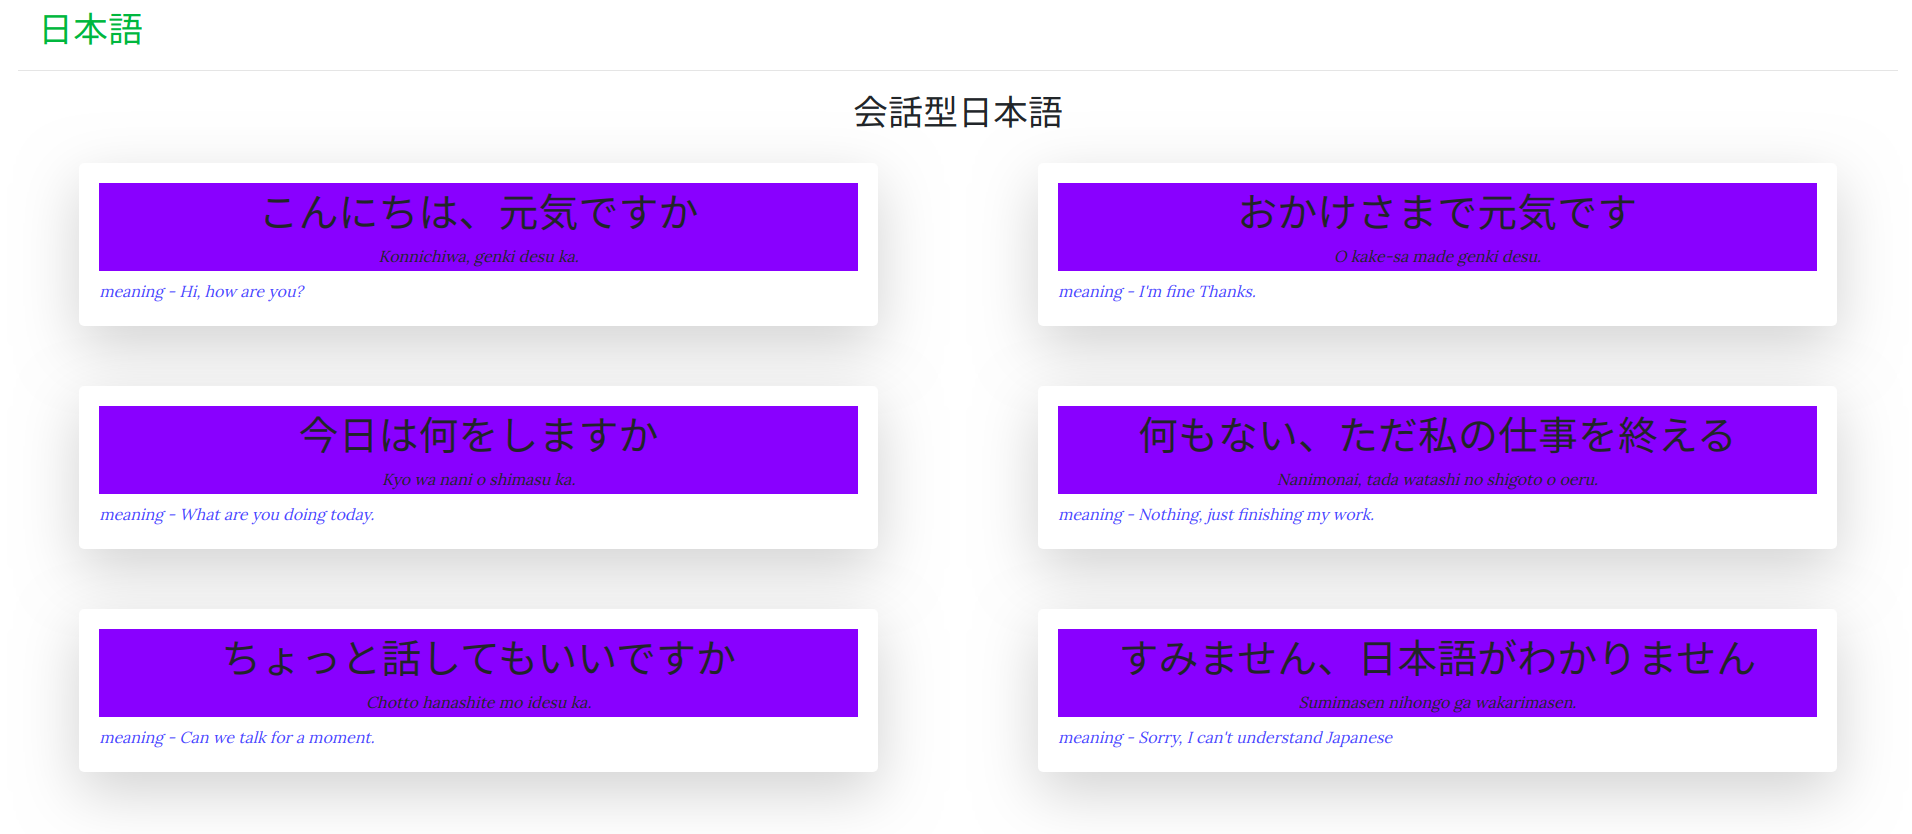 日本語
会話型日本語
こんにちは、元気ですか
Konnichiwa, genki desu ka.
meaning - Hi, how are you?
おかけさまで元気です
O kake-sa made genki desu.
meaning - I'm fine Thanks.
今日は何をしますか
Kyo wa nani o shimasu ka.
meaning - What are you doing today.
何もない、ただ私の仕事を終える
Nanimonai, tada watashi no shigoto o oeru.
meaning - Nothing, just finishing my work.
ちょっと話してもいいですか
Chotto hanashite mo idesu ka.
meaning - Can we talk for a moment.
すみません、日本語がわかりません
Sumimasen nihongo ga wakarimasen.
meaning - Sorry, I can't understand Japanese